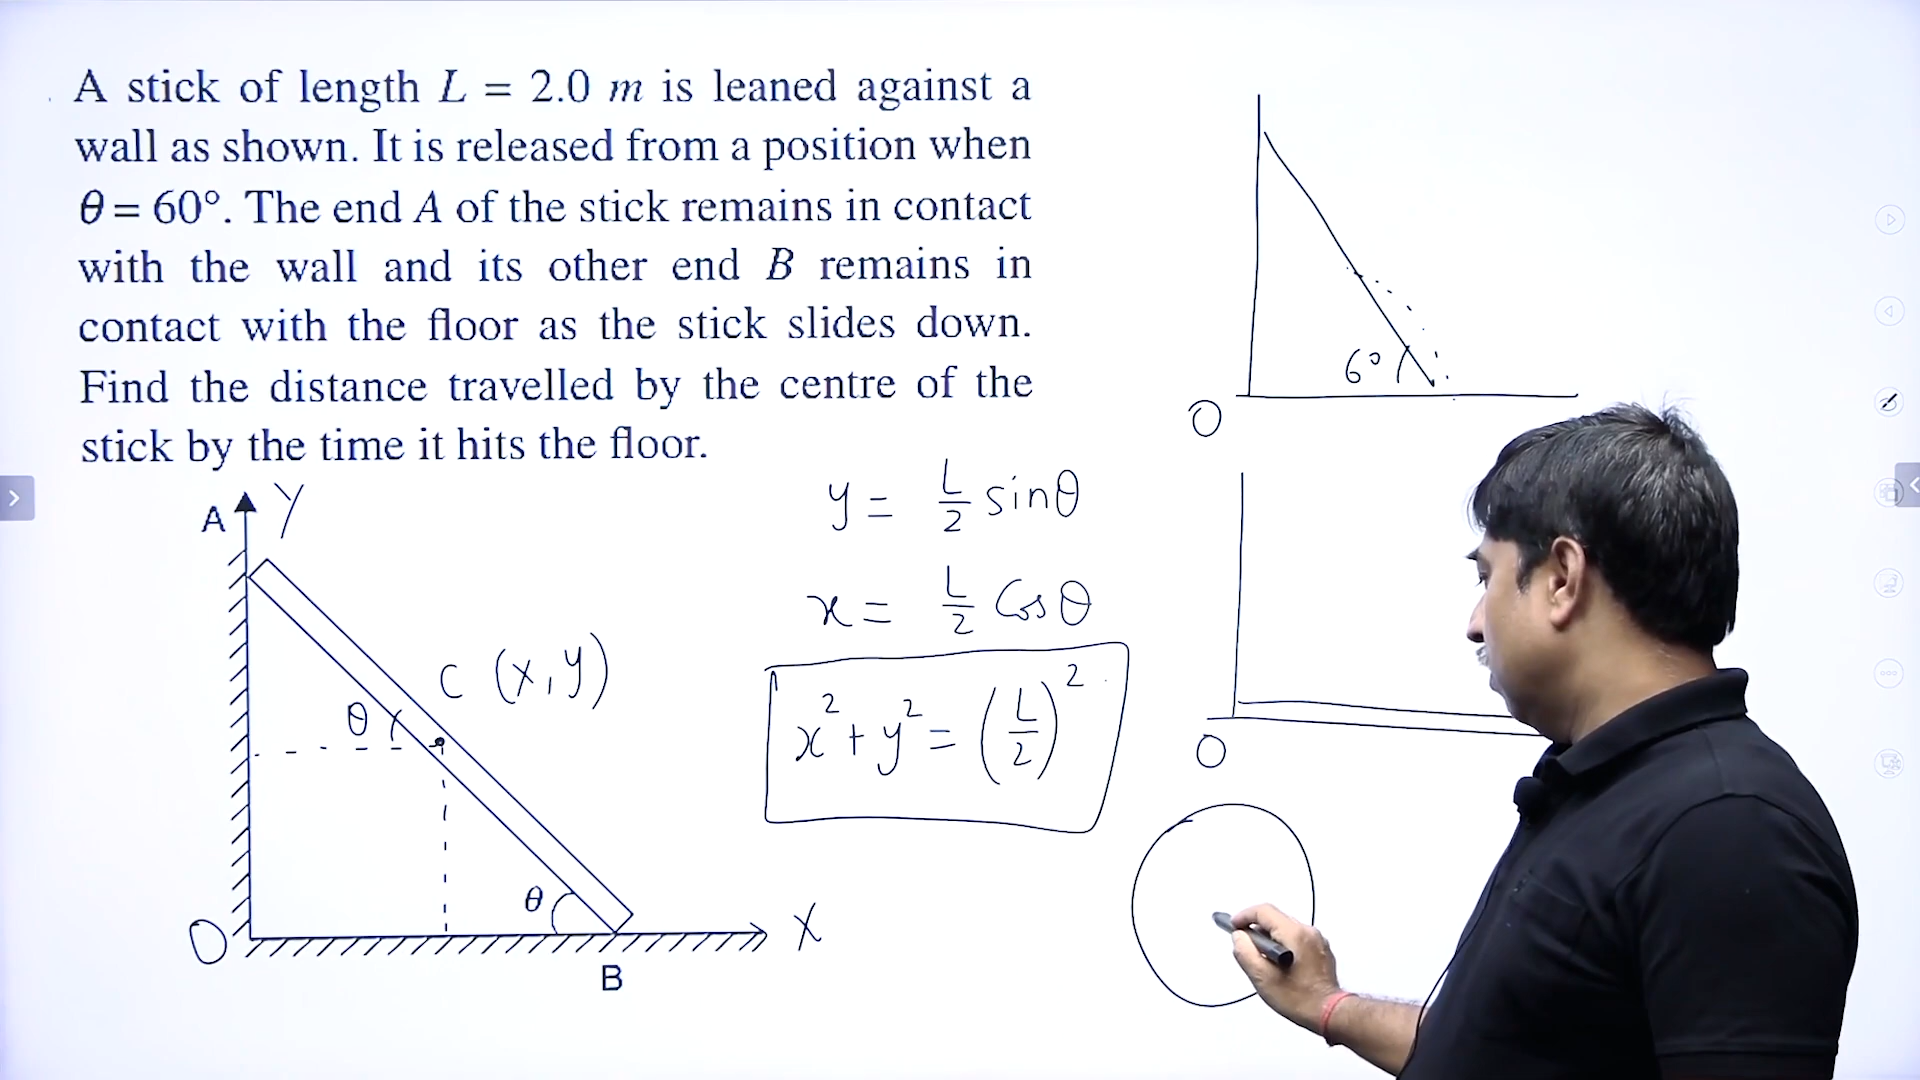 A stick of length L = 2.0 m is leaned against a
wall as shown. It is released from a position when
θ = 60°. The end A of the stick remains in contact
with the wall and its other end B remains in
contact with the floor as the stick slides down.
Find the distance travelled by the centre of the
stick by the time it hits the floor.
A
Y
C (x, y)
θ
θ
O
B
X
y = L/2 sinθ
x = L/2 Cosθ
x² + y² = (L/2)²
60
O
O